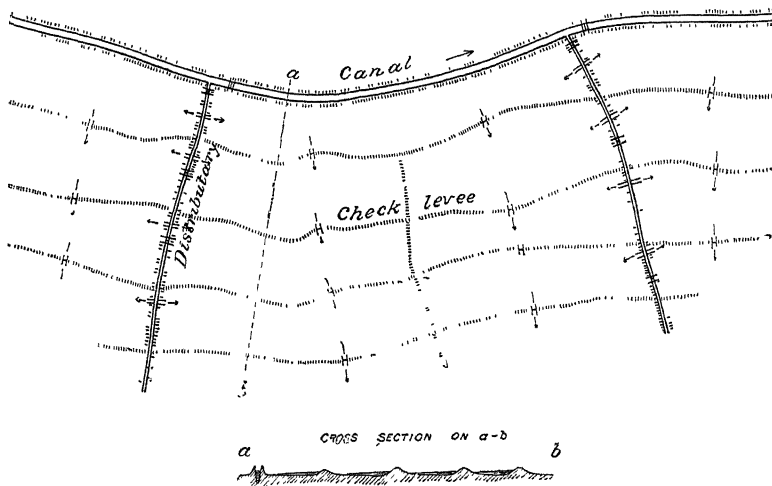 a
Canal
Distributary
Check levee
CROSS SECTION ON a-b
a
b